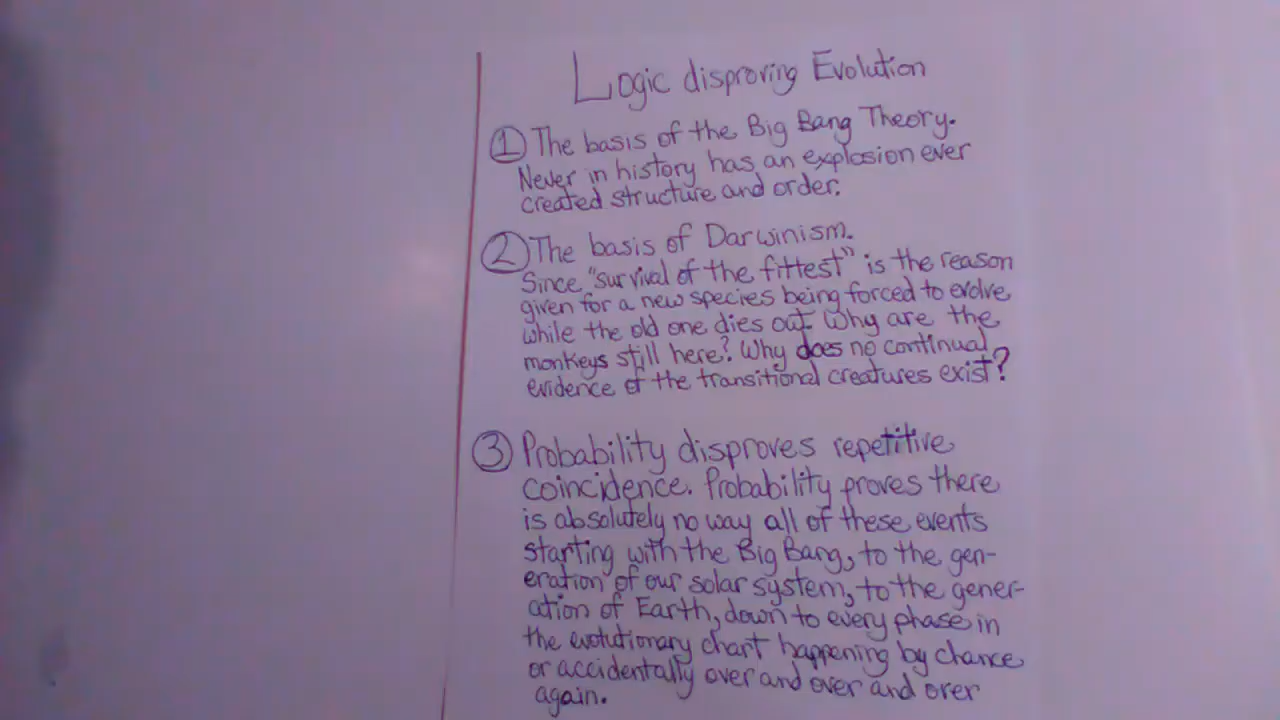 Logic disproving Evolution
① The basis of the Big Bang Theory.
Never in history has an explosion ever
created structure and order.
② The basis of Darwinism.
Since "survival of the fittest" is the reason
given for a new species being forced to evolve
while the old one dies out. Why are the
monkeys still here? Why does no continual
evidence of the transitional creatures exist?
③ Probability disproves repetitive
coincidence. Probability proves there
is absolutely no way all of these events
starting with the Big Bang, to the gen-
eration of our solar system, to the gener-
ation of Earth, down to every phase in
the evolutionary chart happening by chance
or accidentally over and over and over
again.